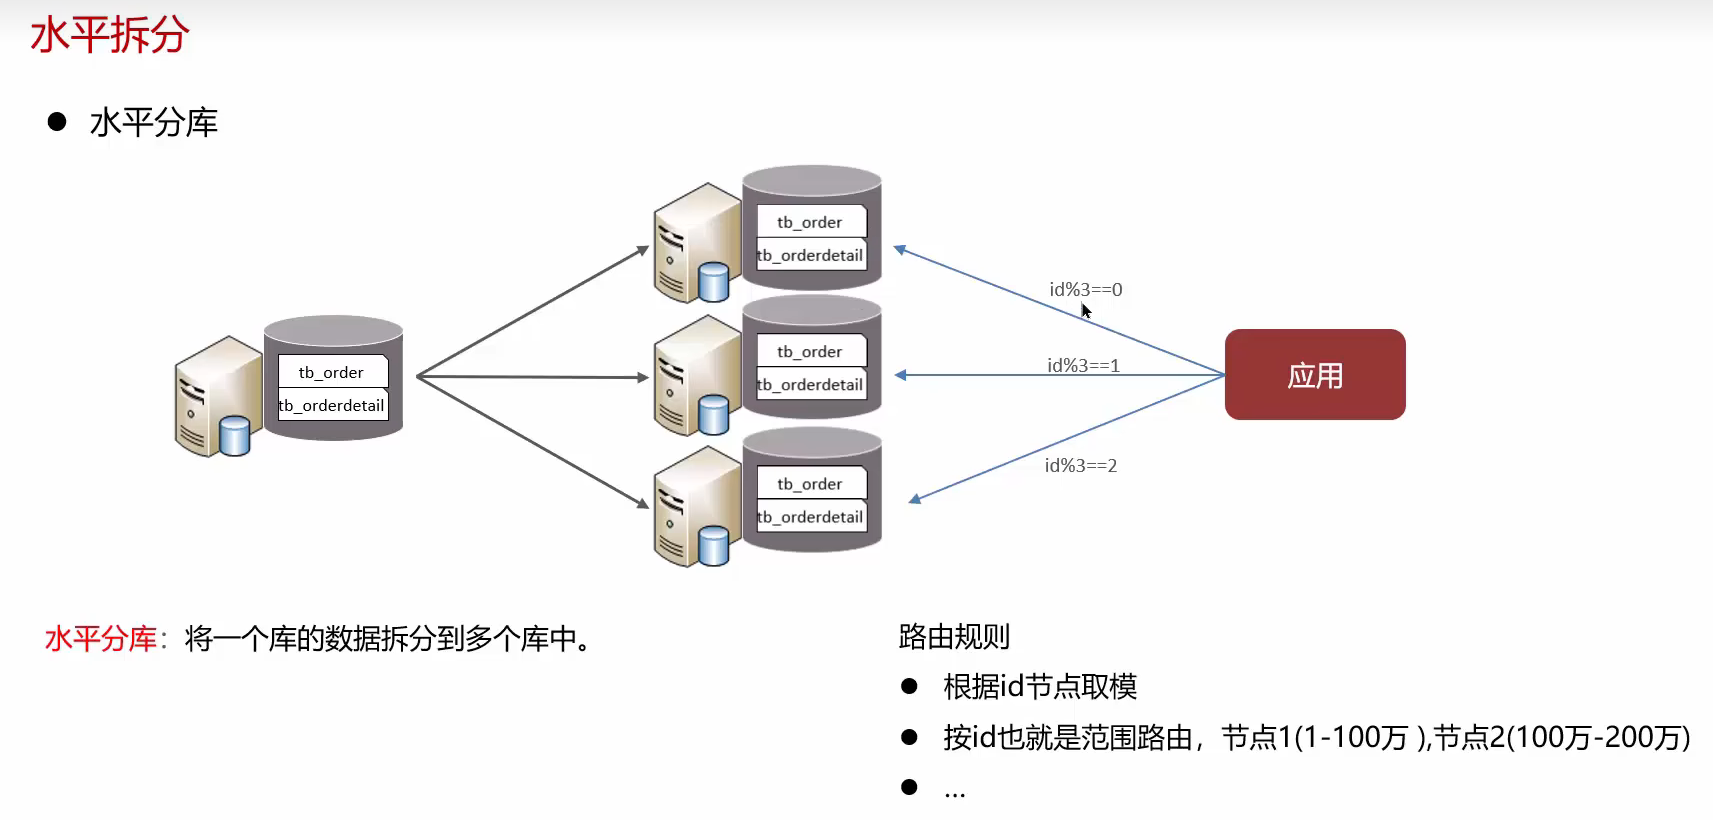 水平拆分
● 水平分库
tb_order
tb_orderdetail
tb_order
tb_orderdetail
tb_order
tb_orderdetail
tb_order
tb_orderdetail
id%3==0
id%3==1
id%3==2
应用
水平分库：将一个库的数据拆分到多个库中。
路由规则
● 根据id节点取模
● 按id也就是范围路由，节点1(1-100万 ),节点2(100万-200万)
● ...